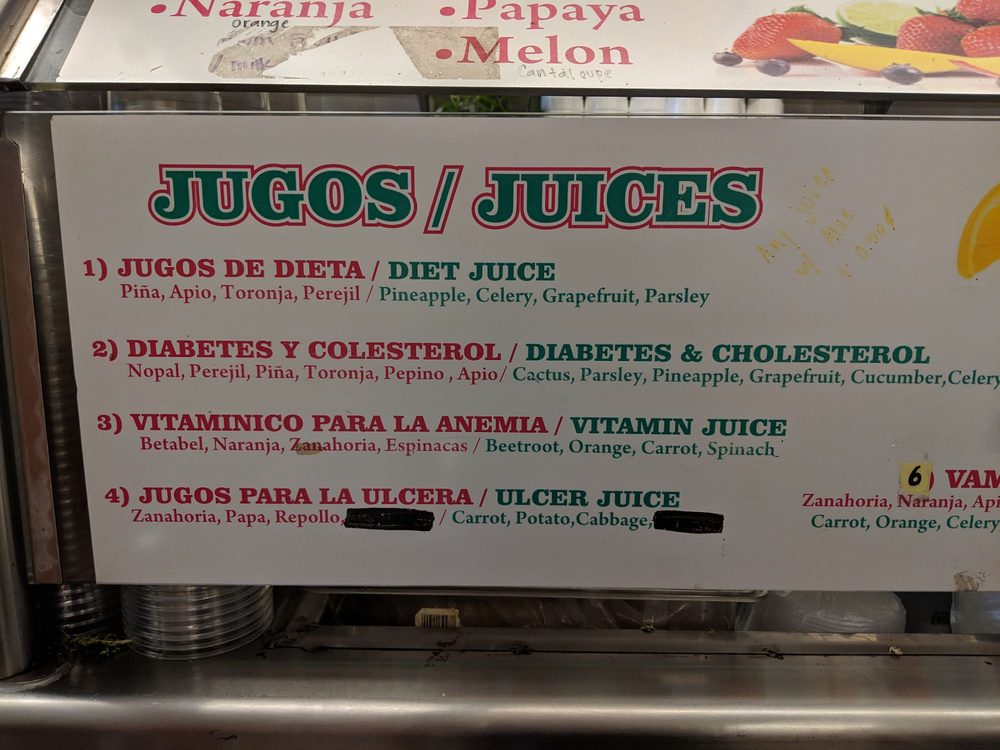 •Naranja
orange
milk
•Papaya
•Melon
Cantaloupe
JUGOS / JUICES
Any juice
w/
1) JUGOS DE DIETA / DIET JUICE
Piña, Apio, Toronja, Perejil / Pineapple, Celery, Grapefruit, Parsley
2) DIABETES Y COLESTEROL / DIABETES & CHOLESTEROL
Nopal, Perejil, Piña, Toronja, Pepino , Apio/ Cactus, Parsley, Pineapple, Grapefruit, Cucumber,Celery
3) VITAMINICO PARA LA ANEMIA / VITAMIN JUICE
Betabel, Naranja, Zanahoria, Espinacas / Beetroot, Orange, Carrot, Spinach
4) JUGOS PARA LA ULCERA / ULCER JUICE
Zanahoria, Papa, Repollo, / Carrot, Potato,Cabbage,
6) VAM
Zanahoria, Naranja, Api
Carrot, Orange, Celery